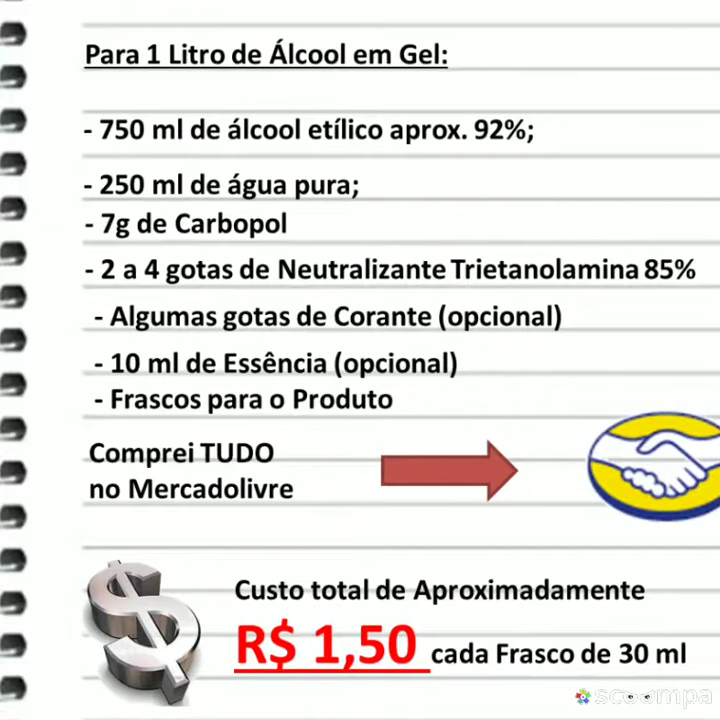 Para 1 Litro de Álcool em Gel:
- 750 ml de álcool etílico aprox. 92%;
- 250 ml de água pura;
- 7g de Carbopol
- 2 a 4 gotas de Neutralizante Trietanolamina 85%
- Algumas gotas de Corante (opcional)
- 10 ml de Essência (opcional)
- Frascos para o Produto
Comprei TUDO
no Mercadolivre
Custo total de Aproximadamente
R$ 1,50 cada Frasco de 30 ml
scoompa